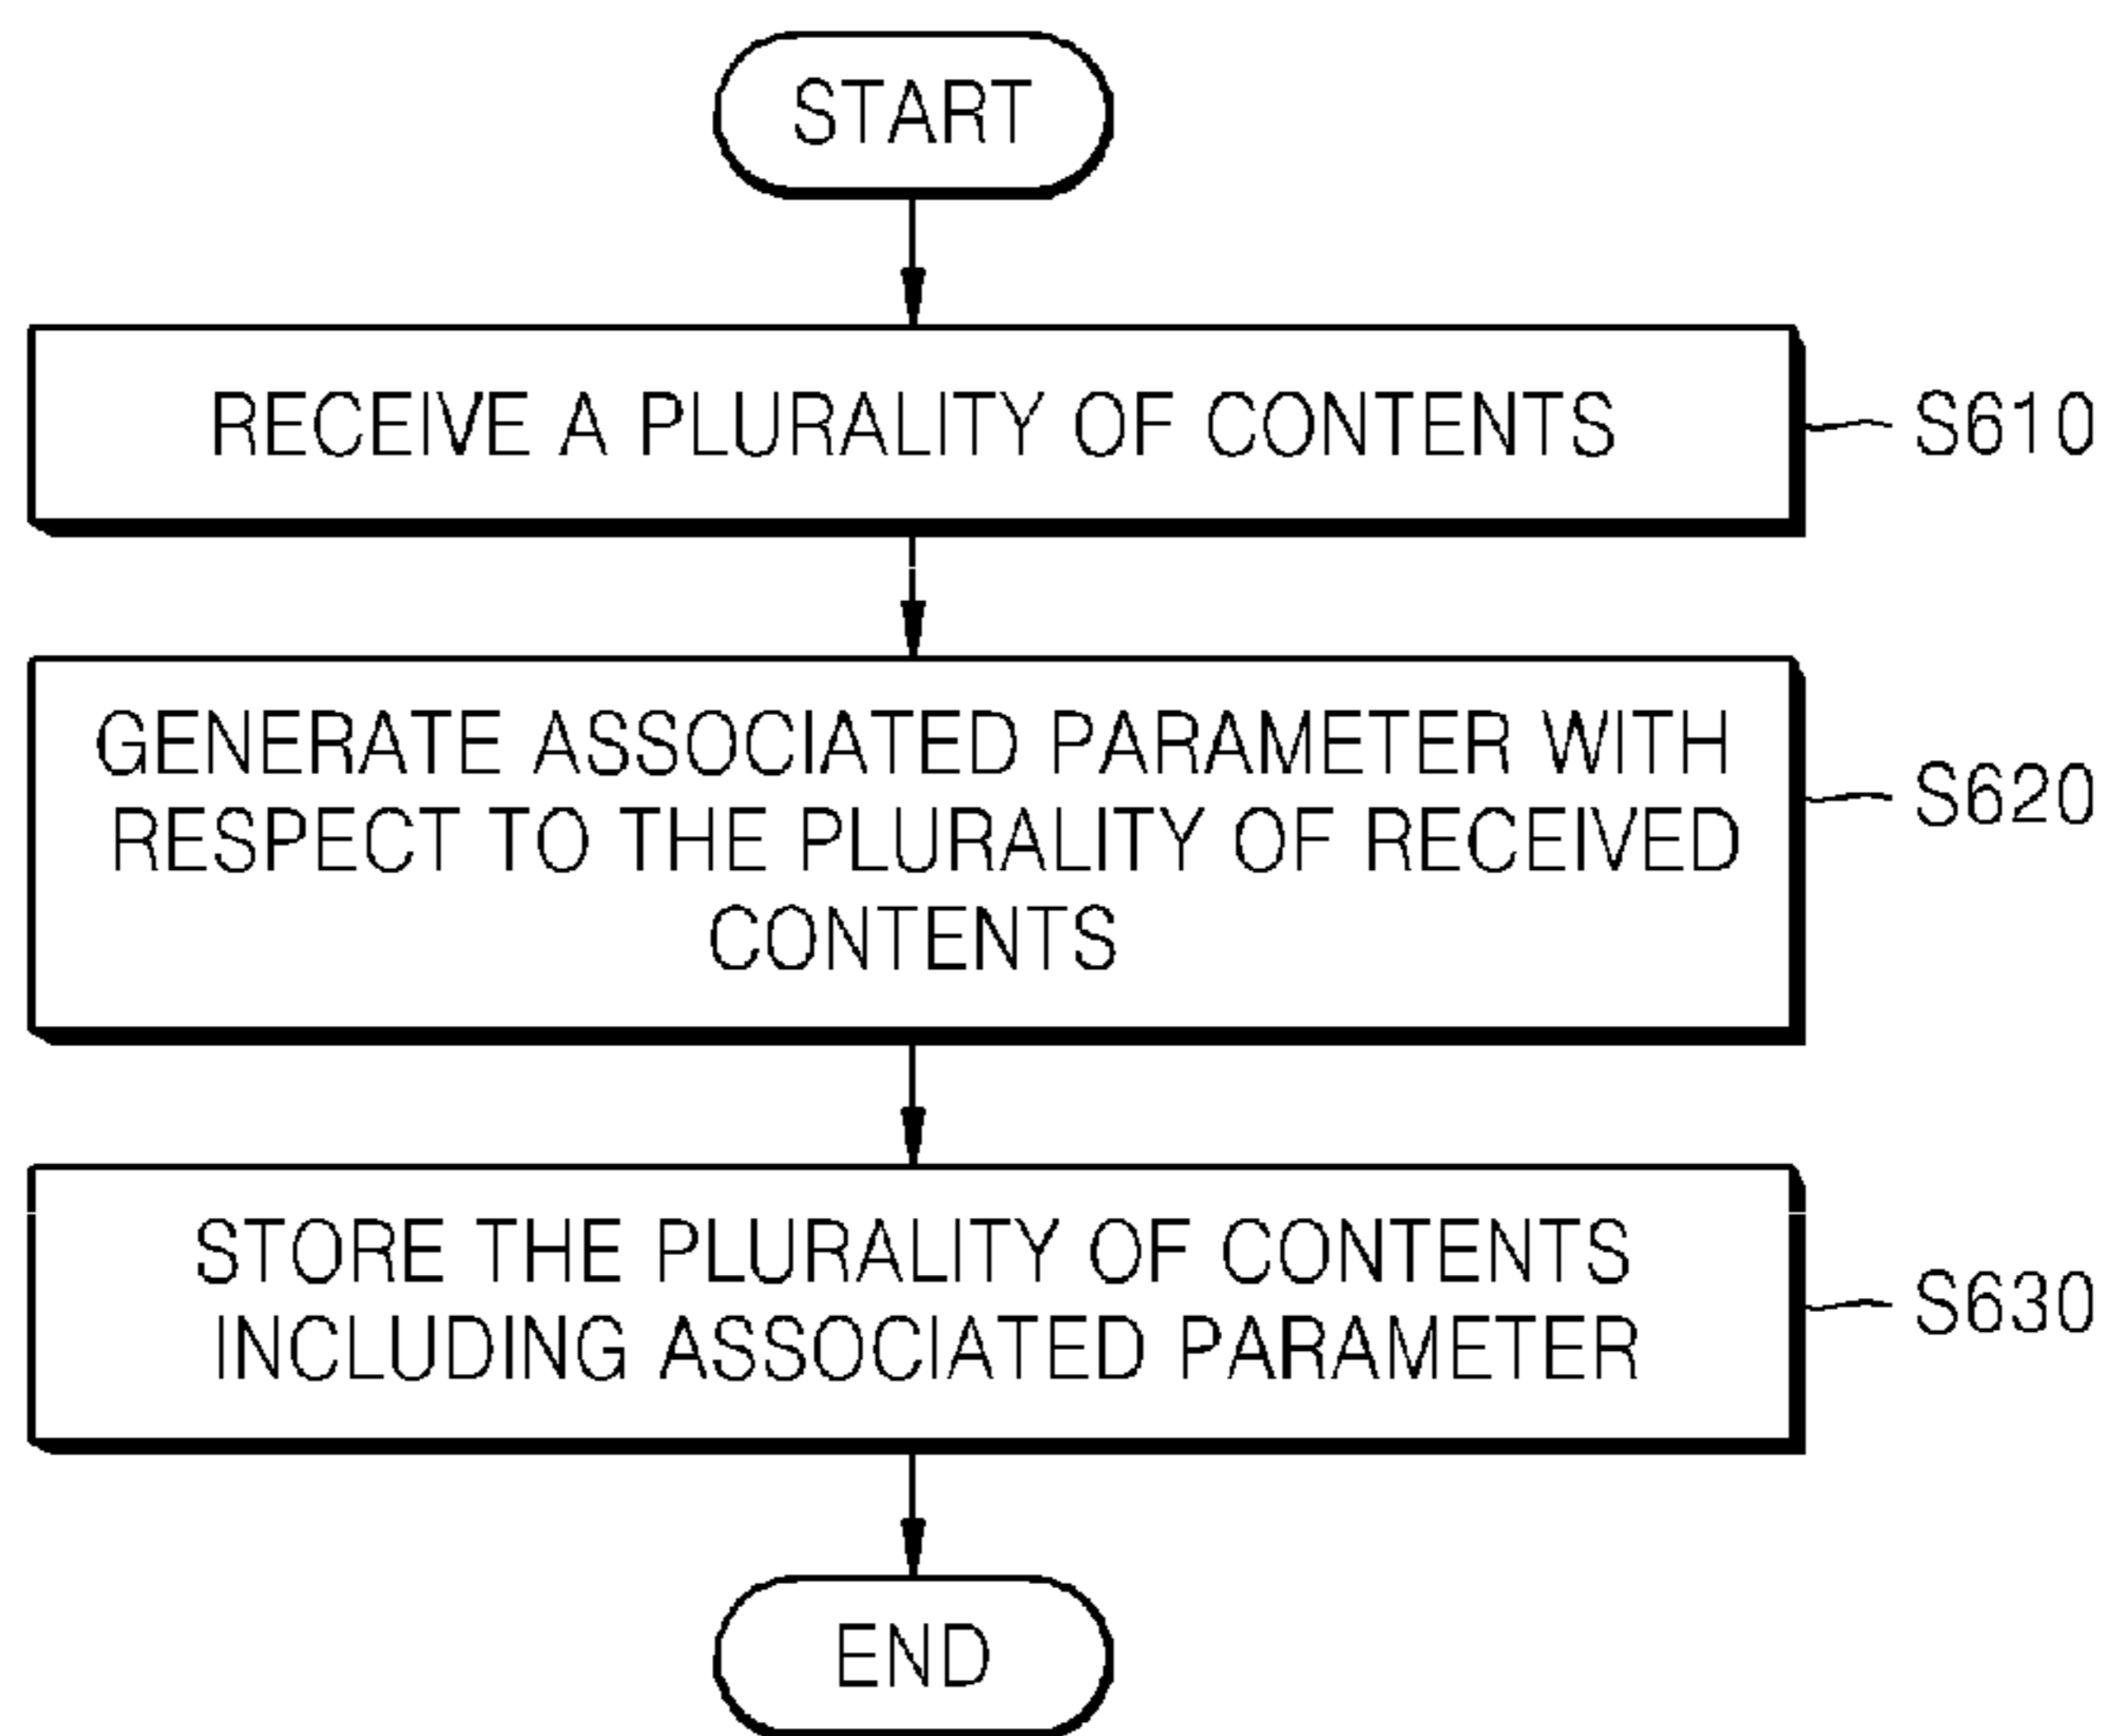 START
RECEIVE A PLURALITY OF CONTENTS
S610
GENERATE ASSOCIATED PARAMETER WITH
RESPECT TO THE PLURALITY OF RECEIVED
CONTENTS
S620
STORE THE PLURALITY OF CONTENTS
INCLUDING ASSOCIATED PARAMETER
S630
END